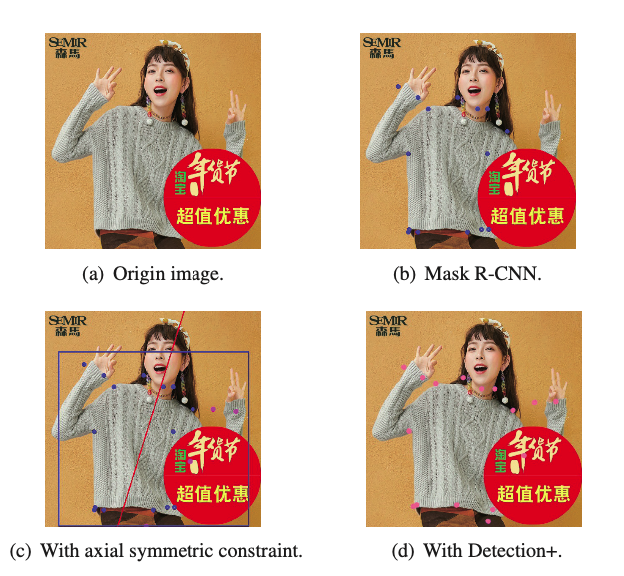 SEMIR
森馬
淘宝
年货节
超值优惠
SEMIR
森馬
淘宝
年货节
超值优惠
(a) Origin image.
(b) Mask R-CNN.
SEMIR
森馬
淘宝
年货节
超值优惠
SEMIR
森馬
淘宝
年货节
超值优惠
(c) With axial symmetric constraint.
(d) With Detection+.